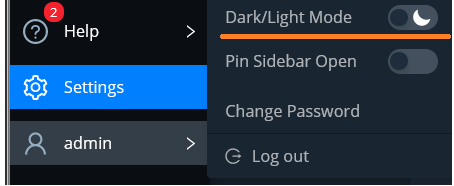 2
Help
Settings
admin
Dark/Light Mode
Pin Sidebar Open
Change Password
Log out